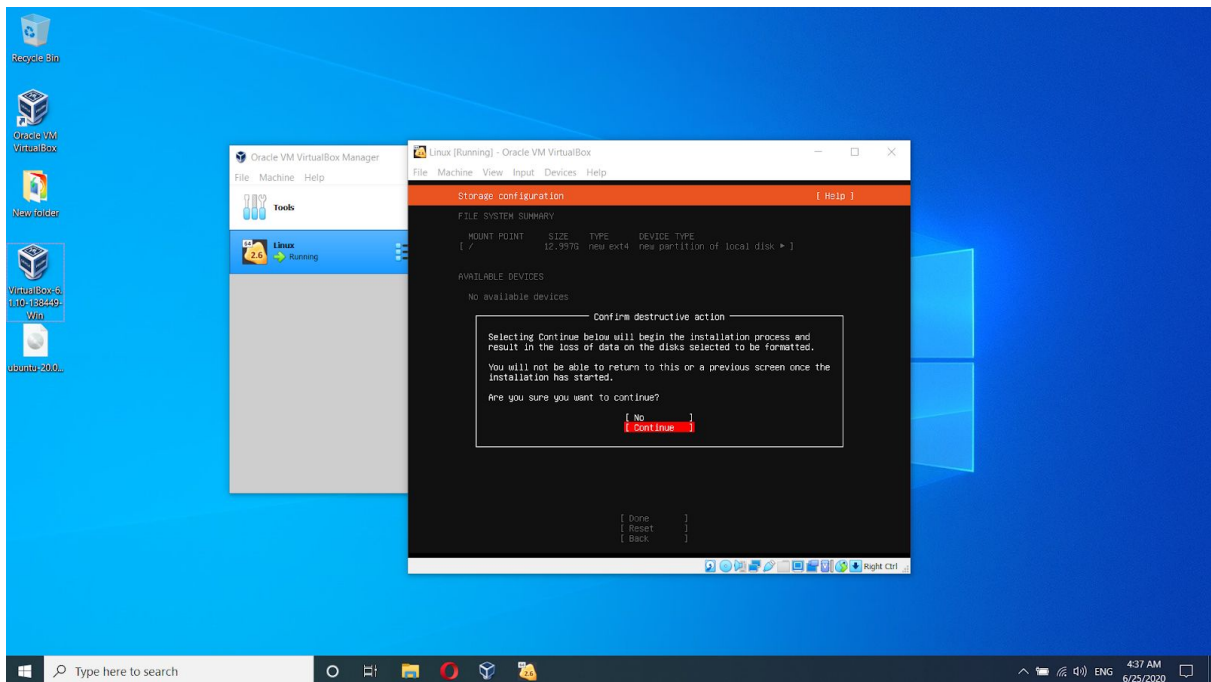 Recycle Bin
Oracle VM
VirtualBox
New folder
VirtualBox-6.
1.10-138449-
Win
ubuntu-20.0...
Oracle VM VirtualBox Manager
File Machine Help
Tools
64
2.6
Linux
Running
Linux [Running] - Oracle VM VirtualBox
File Machine View Input Devices Help
Storage configuration [ Help ]
FILE SYSTEM SUMMARY
MOUNT POINT SIZE TYPE DEVICE TYPE
[ / 12.997G new ext4 new partition of local disk ▸ ]
AVAILABLE DEVICES
No available devices
Confirm destructive action
Selecting Continue below will begin the installation process and
result in the loss of data on the disks selected to be formatted.
You will not be able to return to this or a previous screen once the
installation has started.
Are you sure you want to continue?
[ No ]
[ Continue ]
[ Done ]
[ Reset ]
[ Back ]
Right Ctrl
Type here to search
ENG
4:37 AM
6/25/2020